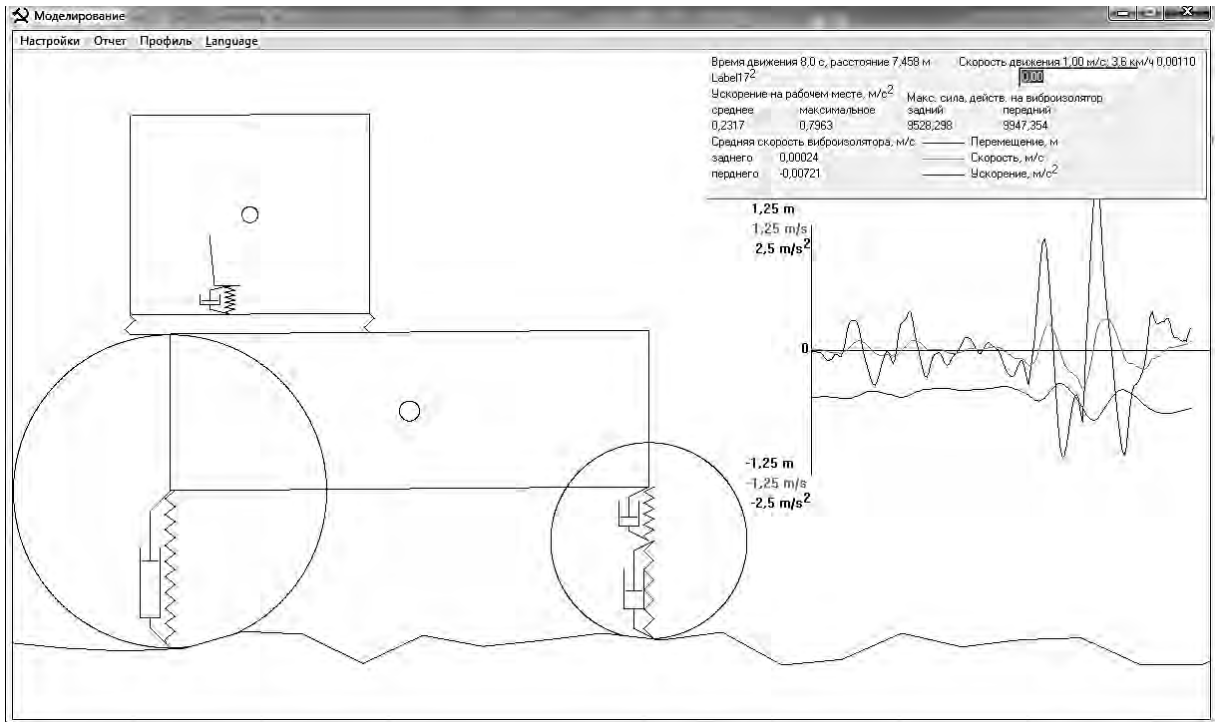 Моделирование
Настройки Отчет Профиль Language
Время движения 8,0 с, расстояние 7,458 м Скорость движения 1,00 м/с; 3,6 км/ч 0,00110
Label17² 0,00
Ускорение на рабочем месте, м/с² Макс. сила, действ. на виброизолятор
среднее максимальное задний передний
0,2317 0,7963 9528,298 9947,354
Средняя скорость виброизолятора, м/с Перемещение, м
заднего 0,00024 Скорость, м/с
перднего -0,00721 Ускорение, м/с²
1,25 m
1,25 m/s
2,5 m/s²
0
-1,25 m
-1,25 m/s
-2,5 m/s²